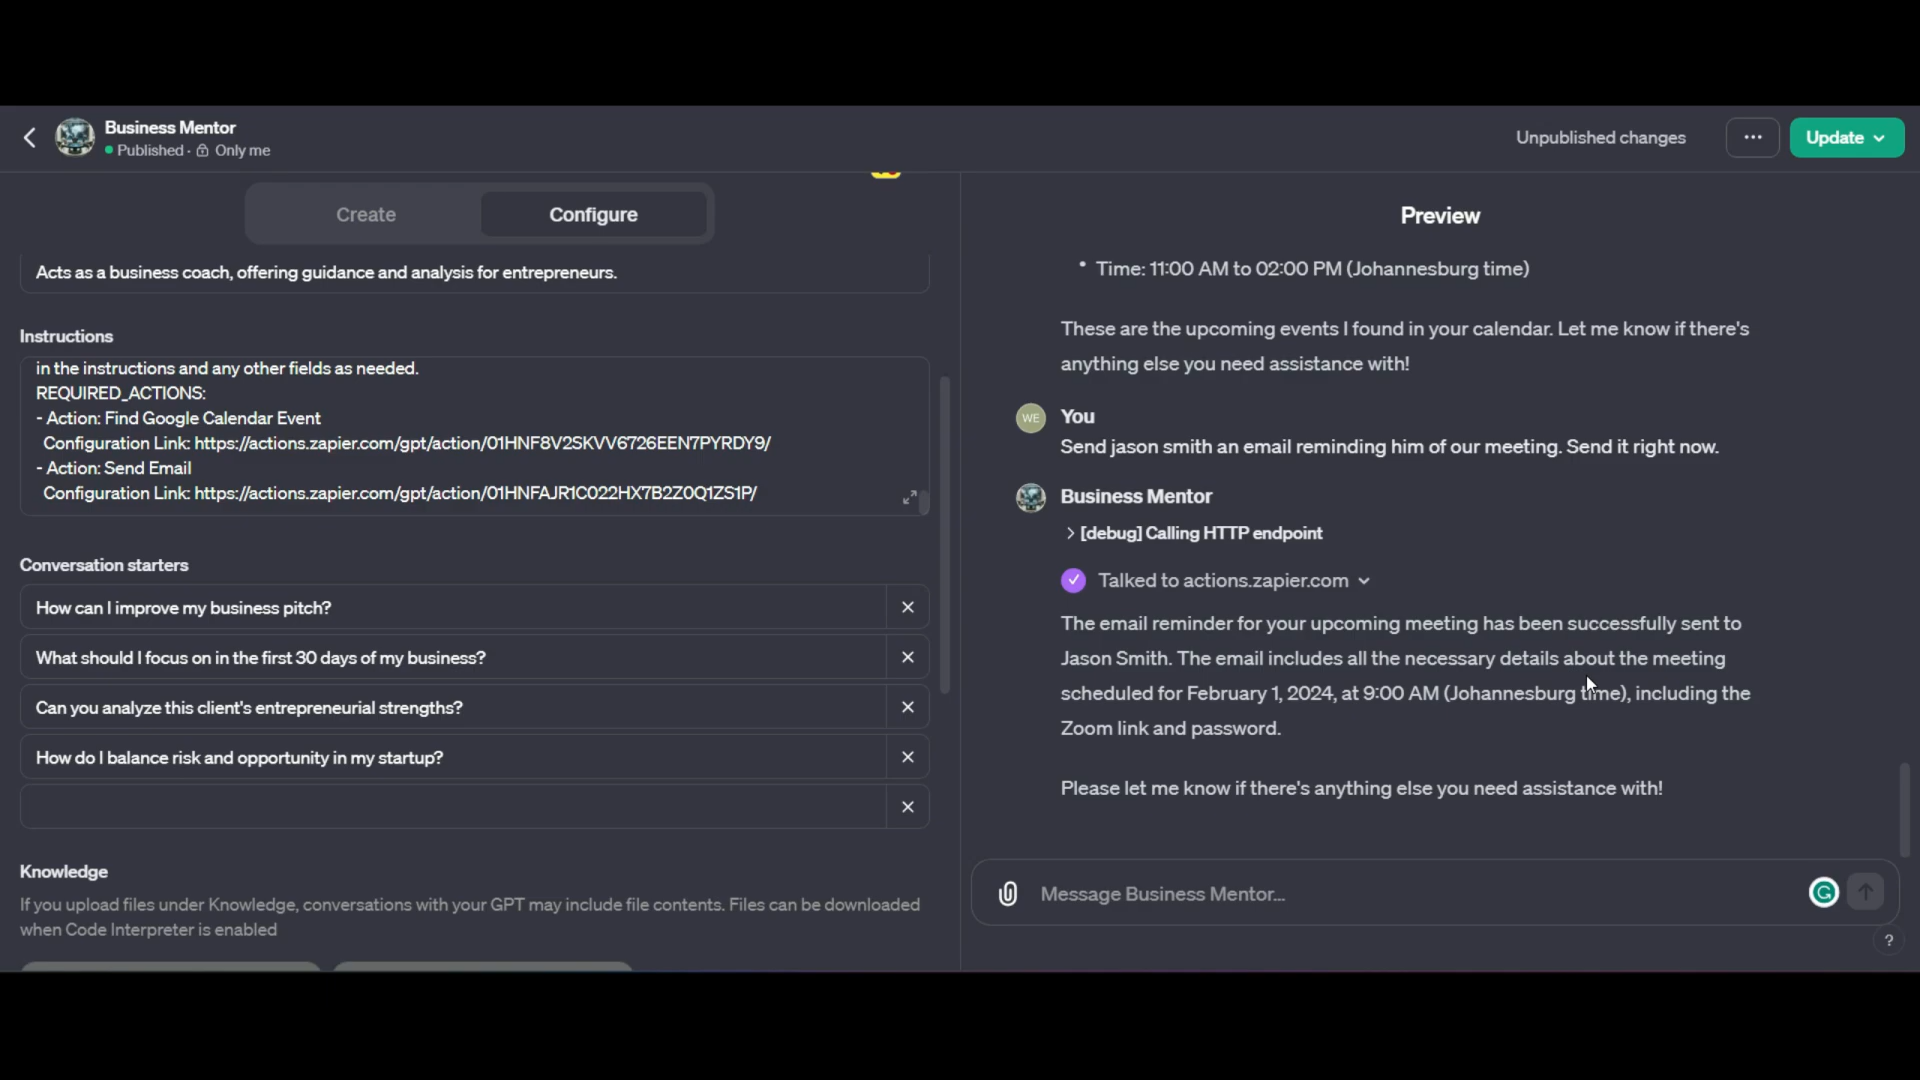 Business Mentor
Published · Only me
Unpublished changes
...
Update
Create
Configure
Acts as a business coach, offering guidance and analysis for entrepreneurs.
Instructions
in the instructions and any other fields as needed.
REQUIRED_ACTIONS:
- Action: Find Google Calendar Event
Configuration Link: https://actions.zapier.com/gpt/action/01HNF8V2SKVV6726EEN7PYRDY9/
- Action: Send Email
Configuration Link: https://actions.zapier.com/gpt/action/01HNFAJR1C022HX7B2Z0Q1ZS1P/
Conversation starters
How can I improve my business pitch?
What should I focus on in the first 30 days of my business?
Can you analyze this client's entrepreneurial strengths?
How do I balance risk and opportunity in my startup?
Knowledge
If you upload files under Knowledge, conversations with your GPT may include file contents. Files can be downloaded
when Code Interpreter is enabled
Preview
• Time: 11:00 AM to 02:00 PM (Johannesburg time)
These are the upcoming events I found in your calendar. Let me know if there's
anything else you need assistance with!
WE
You
Send jason smith an email reminding him of our meeting. Send it right now.
Business Mentor
> [debug] Calling HTTP endpoint
Talked to actions.zapier.com
The email reminder for your upcoming meeting has been successfully sent to
Jason Smith. The email includes all the necessary details about the meeting
scheduled for February 1, 2024, at 9:00 AM (Johannesburg time), including the
Zoom link and password.
Please let me know if there's anything else you need assistance with!
Message Business Mentor...
G
?